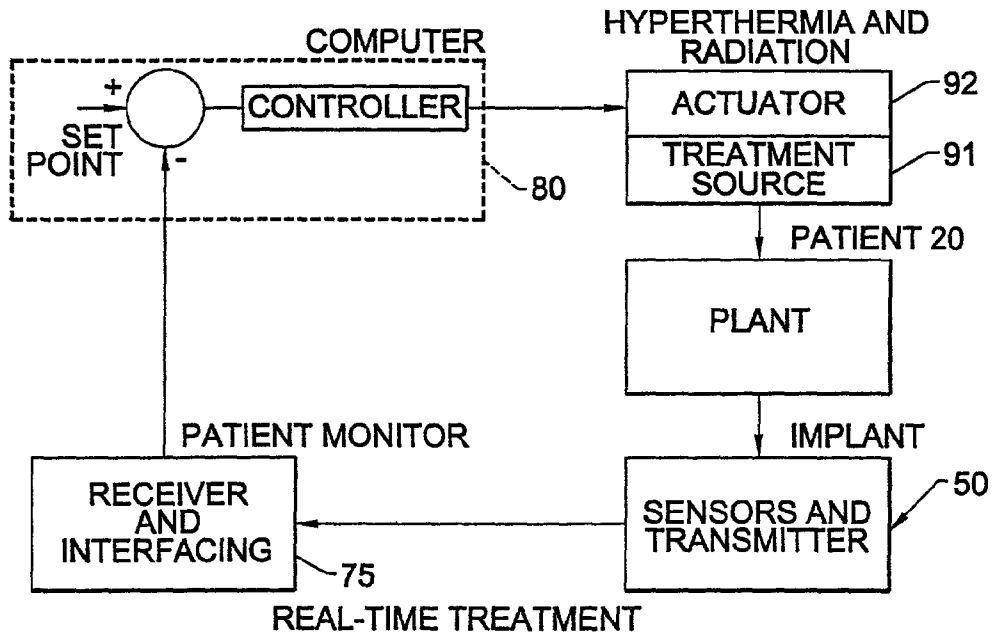 COMPUTER
+
SET
POINT
-
CONTROLLER
80
HYPERTHERMIA AND
RADIATION
ACTUATOR
92
TREATMENT
SOURCE
91
PATIENT 20
PLANT
IMPLANT
SENSORS AND
TRANSMITTER
50
PATIENT MONITOR
RECEIVER
AND
INTERFACING
75
REAL-TIME TREATMENT